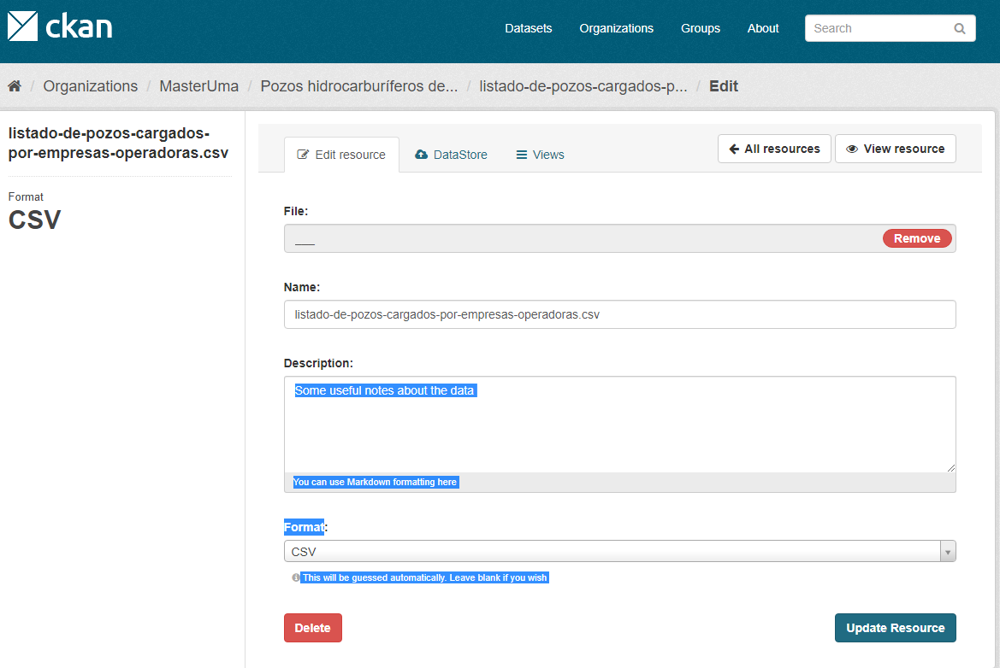 ckan
Datasets Organizations Groups About Search
/ Organizations / MasterUma / Pozos hidrocarburíferos de... / listado-de-pozos-cargados-p... / Edit
listado-de-pozos-cargados-
por-empresas-operadoras.csv
Format
CSV
Edit resource DataStore Views All resources View resource
File:
___ Remove
Name:
listado-de-pozos-cargados-por-empresas-operadoras.csv
Description:
Some useful notes about the data
You can use Markdown formatting here
Format:
CSV
This will be guessed automatically. Leave blank if you wish
Delete Update Resource